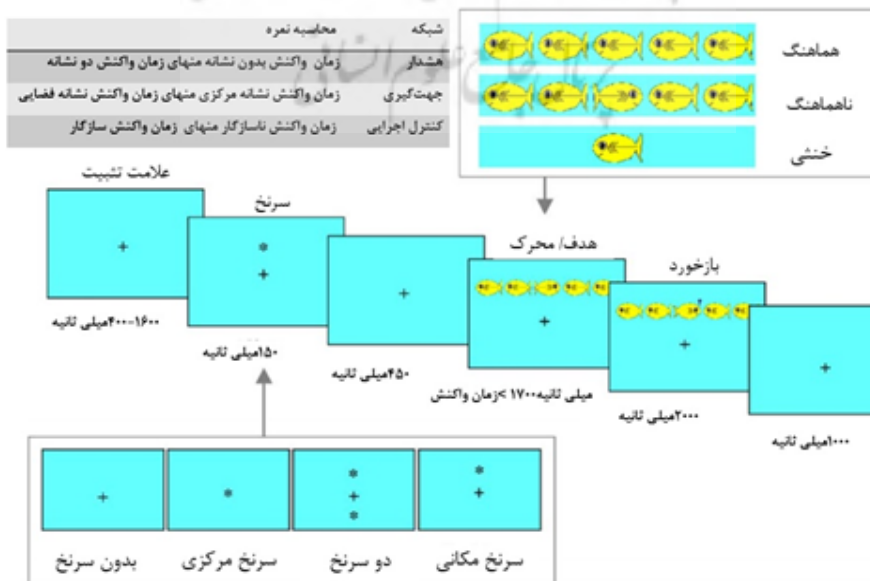 شبکه محاسبه نمره
هشدار زمان واکنش بدون نشانه منهای زمان واکنش دو نشانه
جهت‌گیری زمان واکنش نشانه مرکزی منهای زمان واکنش نشانه فضایی
کنترل اجرایی زمان واکنش ناسازگار منهای زمان واکنش سازگار
هماهنگ
ناهماهنگ
خنثی
علامت تثبیت
سرنخ
هدف/ محرک
بازخورد
۴۰۰-۱۶۰۰میلی ثانیه
۱۵۰میلی ثانیه
۴۵۰میلی ثانیه
میلی ثانیه۱۷۰۰ >زمان واکنش
۲۰۰۰میلی ثانیه
۱۰۰۰میلی ثانیه
سرنخ مکانی
دو سرنخ
سرنخ مرکزی
بدون سرنخ